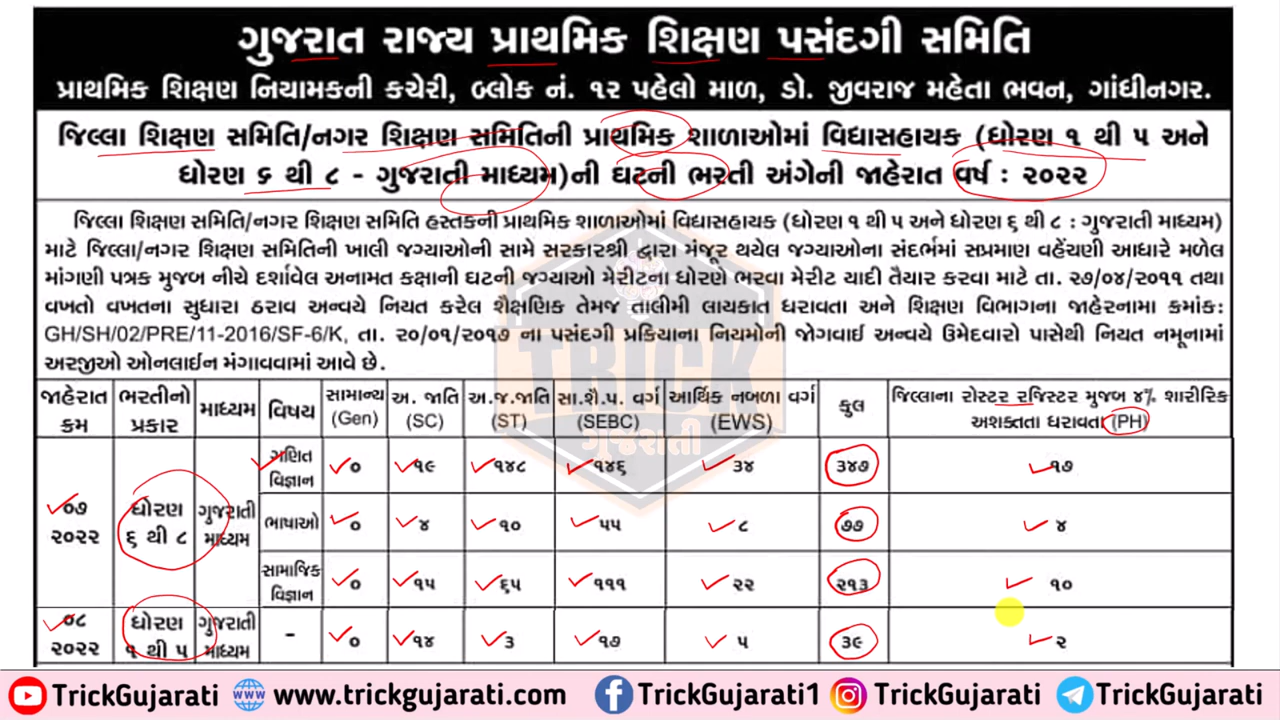 ગુજરાત રાજ્ય પ્રાથમિક શિક્ષણ પસંદગી સમિતિ
પ્રાથમિક શિક્ષણ નિયામકની કચેરી, બ્લોક નં. ૧૨ પહેલો માળ, ડો. જીવરાજ મહેતા ભવન, ગાંધીનગર.
જિલ્લા શિક્ષણ સમિતિ/નગર શિક્ષણ સમિતિની પ્રાથમિક શાળાઓમાં વિદ્યાસહાયક (ધોરણ ૧ થી ૫ અને
ધોરણ ૬ થી ૮ - ગુજરાતી માધ્યમ)ની ઘટની ભરતી અંગેની જાહેરાત વર્ષ : ૨૦૨૨
જિલ્લા શિક્ષણ સમિતિ/નગર શિક્ષણ સમિતિ હસ્તકની પ્રાથમિક શાળાઓમાં વિદ્યાસહાયક (ધોરણ ૧ થી ૫ અને ધોરણ ૬ થી ૮ : ગુજરાતી માધ્યમ)
માટે જિલ્લા/નગર શિક્ષણ સમિતિની ખાલી જગ્યાઓની સામે સરકારશ્રી દ્વારા મંજૂર થયેલ જગ્યાઓના સંદર્ભમાં સપ્રમાણ વહેંચણી આધારે મળેલ
માંગણી પત્રક મુજબ નીચે દર્શાવેલ અનામત કક્ષાની ઘટની જગ્યાઓ મેરીટના ધોરણે ભરવા મેરીટ યાદી તૈયાર કરવા માટે તા. ૨૭/૦૪/૨૦૧૧ તથા
વખતો વખતના સુધારા ઠરાવ અન્વયે નિયત કરેલ શૈક્ષણિક તેમજ તાલીમી લાયકાત ધરાવતા અને શિક્ષણ વિભાગના જાહેરનામા ક્રમાંક:
GH/SH/02/PRE/11-2016/SF-6/K, તા. ૨૦/૦૧/૨૦૧૭ ના પસંદગી પ્રક્રિયાના નિયમોની જોગવાઈ અન્વયે ઉમેદવારો પાસેથી નિયત નમૂનામાં
અરજીઓ ઓનલાઈન મંગાવવામાં આવે છે.
જાહેરાત ક્રમ ભરતીનો પ્રકાર માધ્યમ વિષય સામાન્ય (Gen) અ. જાતિ (SC) અ.જ.જાતિ (ST) સા.શૈ.પ. વર્ગ (SEBC) આર્થિક નબળા વર્ગ (EWS) કુલ જિલ્લાના રોસ્ટર રજિસ્ટર મુજબ ૪% શારીરિક અશક્તતા ધરાવતા (PH)
૦૭ ૨૦૨૨ ધોરણ ૬ થી ૮ ગુજરાતી માધ્યમ ગણિત વિજ્ઞાન ૦ ૧૯ ૧૪૮ ૧૪૬ ૩૪ ૩૪૭ ૧૭
ભાષાઓ ૦ ૪ ૧૦ ૫૫ ૮ ૭૭ ૪
સામાજિક વિજ્ઞાન ૦ ૧૫ ૬૫ ૧૧૧ ૨૨ ૨૧૩ ૧૦
૦૮ ૨૦૨૨ ધોરણ ૧ થી ૫ ગુજરાતી માધ્યમ - ૦ ૧૪ ૩ ૧૭ ૫ ૩૯ ૨
TRICK
ગુજરાતી
TrickGujarati www.trickgujarati.com TrickGujarati1 TrickGujarati TrickGujarati